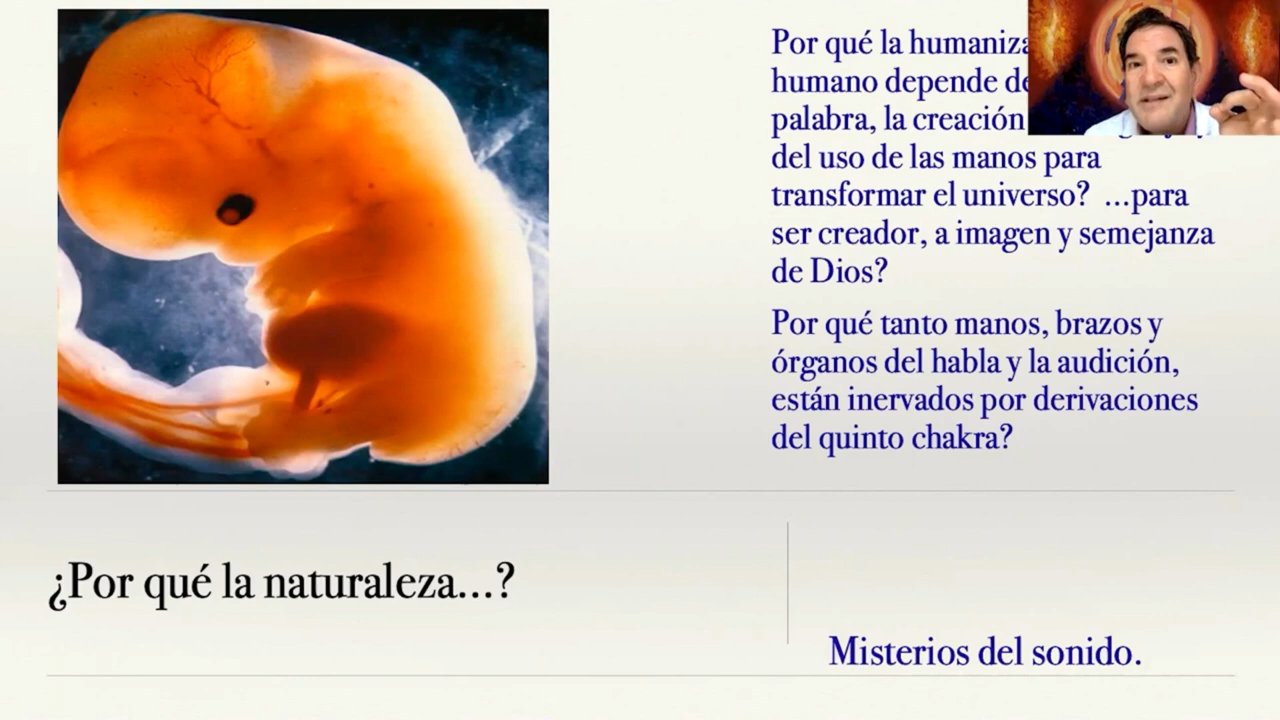 Por qué la
humano depende
palabra, la creación
del uso de las manos para
transformar el universo? ...para
ser creador, a imagen y semejanza
de Dios?
Por qué tanto manos, brazos y
órganos del habla y la audición,
están inervados por derivaciones
del quinto chakra?
¿Por qué la naturaleza...?
Misterios del sonido.